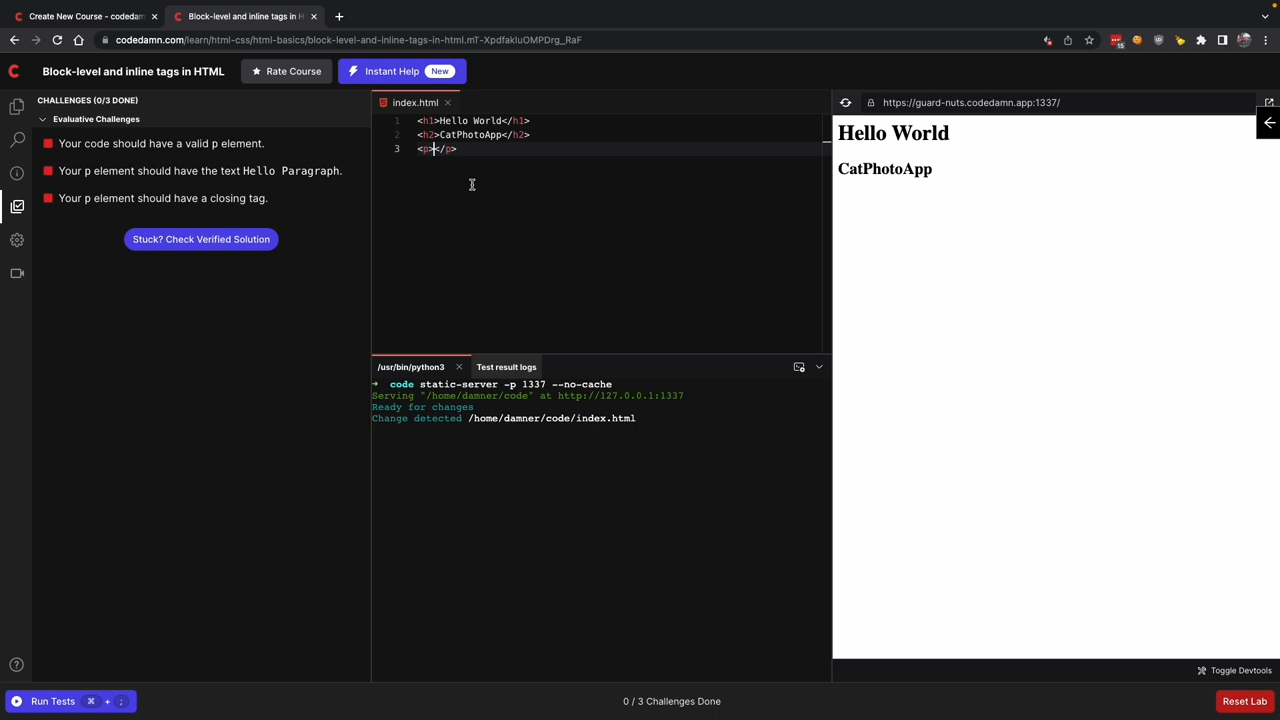 Create New Course - codedam
Block-level and inline tags in H
codedamn.com/learn/html-css/html-basics/block-level-and-inline-tags-in-html.mT-XpdfakluOMPDrg_RaF
15
Block-level and inline tags in HTML
Rate Course
Instant Help New
CHALLENGES (0/3 DONE)
Evaluative Challenges
Your code should have a valid p element.
Your p element should have the text Hello Paragraph.
Your p element should have a closing tag.
Stuck? Check Verified Solution
index.html
1 <h1>Hello World</h1>
2 <h2>CatPhotoApp</h2>
3 <p></p>
/usr/bin/python3
Test result logs
→ code static-server -p 1337 --no-cache
Serving "/home/damner/code" at http://127.0.0.1:1337
Ready for changes
Change detected /home/damner/code/index.html
https://guard-nuts.codedamn.app:1337/
Hello World
CatPhotoApp
Toggle Devtools
Run Tests ⌘ + ;
0 / 3 Challenges Done
Reset Lab